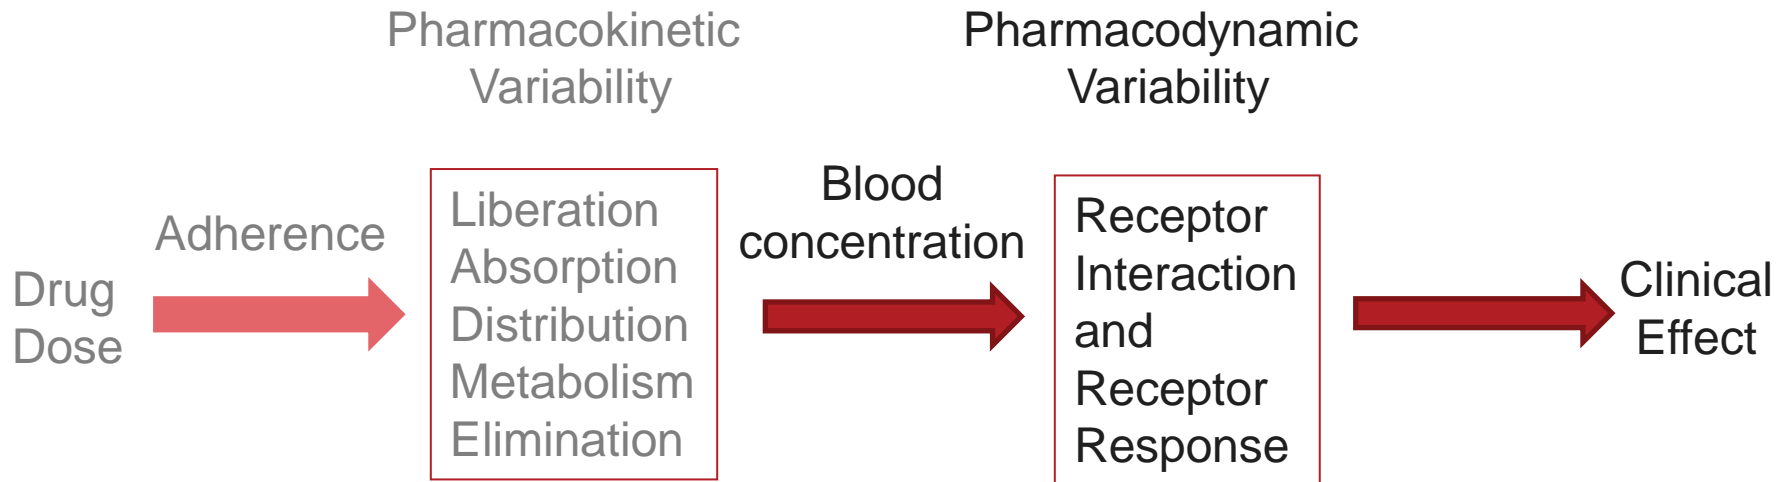 Pharmacokinetic
Variability
Pharmacodynamic
Variability
Drug
Dose
Adherence
Liberation
Absorption
Distribution
Metabolism
Elimination
Blood
concentration
Receptor
Interaction
and
Receptor
Response
Clinical
Effect